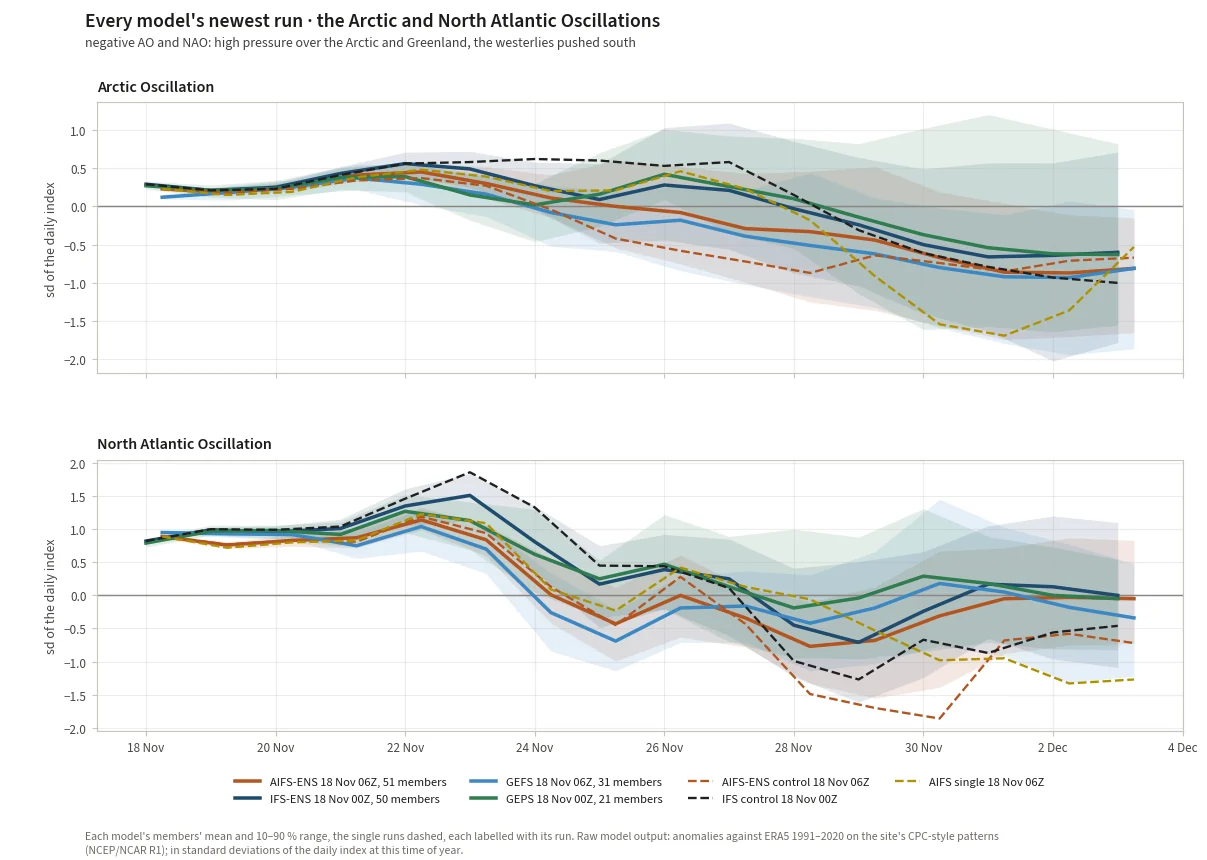 Every model's newest run · the Arctic and North Atlantic Oscillations
negative AO and NAO: high pressure over the Arctic and Greenland, the westerlies pushed south
Arctic Oscillation
sd of the daily index
1.0
0.5
0.0
−0.5
−1.0
−1.5
−2.0
North Atlantic Oscillation
sd of the daily index
2.0
1.5
1.0
0.5
0.0
−0.5
−1.0
−1.5
−2.0
18 Nov 20 Nov 22 Nov 24 Nov 26 Nov 28 Nov 30 Nov 2 Dec 4 Dec
AIFS-ENS 18 Nov 06Z, 51 members GEFS 18 Nov 06Z, 31 members AIFS-ENS control 18 Nov 06Z AIFS single 18 Nov 06Z
IFS-ENS 18 Nov 00Z, 50 members GEPS 18 Nov 00Z, 21 members IFS control 18 Nov 00Z
Each model's members' mean and 10–90 % range, the single runs dashed, each labelled with its run. Raw model output: anomalies against ERA5 1991–2020 on the site's CPC-style patterns
(NCEP/NCAR R1); in standard deviations of the daily index at this time of year.